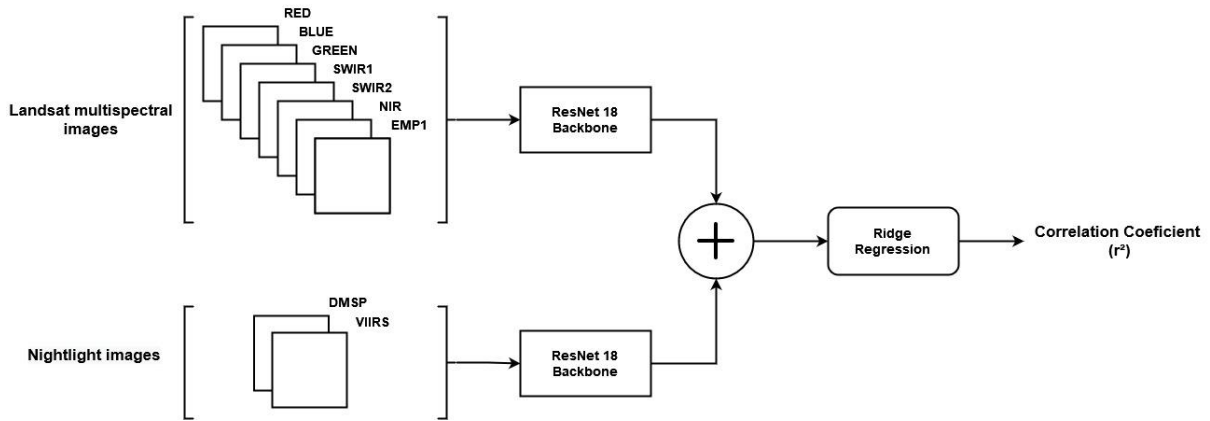 RED
BLUE
GREEN
SWIR1
SWIR2
NIR
EMP1
Landsat multispectral
images
ResNet 18
Backbone
Ridge
Regression
Correlation Coeficient
(r²)
DMSP
VIIRS
Nightlight images
ResNet 18
Backbone